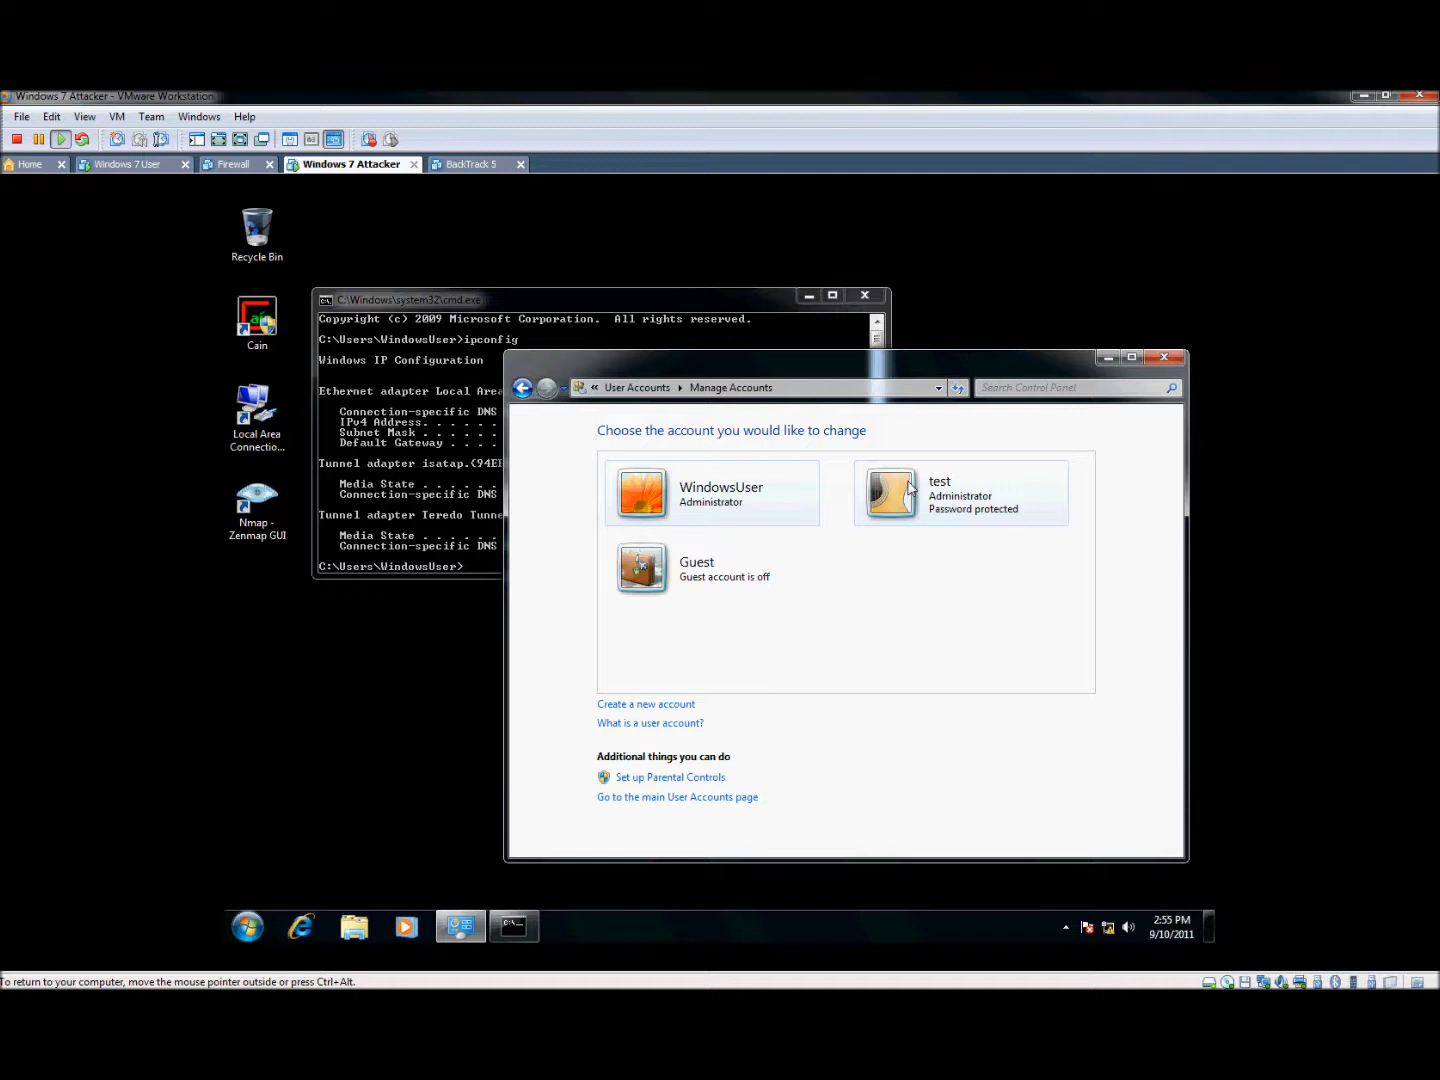 Windows 7 Attacker - VMware Workstation
File Edit View VM Team Windows Help
Home Windows 7 User Firewall Windows 7 Attacker BackTrack 5
Recycle Bin
Cain
Local Area
Connectio...
Nmap -
Zenmap GUI
C:\Windows\system32\cmd.exe
Copyright (c) 2009 Microsoft Corporation.  All rights reserved.
C:\Users\WindowsUser>ipconfig
Windows IP Configuration
Ethernet adapter Local Area
Connection-specific DNS
IPv4 Address. . . . . .
Subnet Mask . . . . . .
Default Gateway . . . .
Tunnel adapter isatap.{94EF
Media State . . . . . .
Connection-specific DNS
Tunnel adapter Teredo Tunne
Media State . . . . . .
Connection-specific DNS
C:\Users\WindowsUser>
« User Accounts Manage Accounts Search Control Panel
Choose the account you would like to change
WindowsUser
Administrator
test
Administrator
Password protected
Guest
Guest account is off
Create a new account
What is a user account?
Additional things you can do
Set up Parental Controls
Go to the main User Accounts page
2:55 PM
9/10/2011
To return to your computer, move the mouse pointer outside or press Ctrl+Alt.